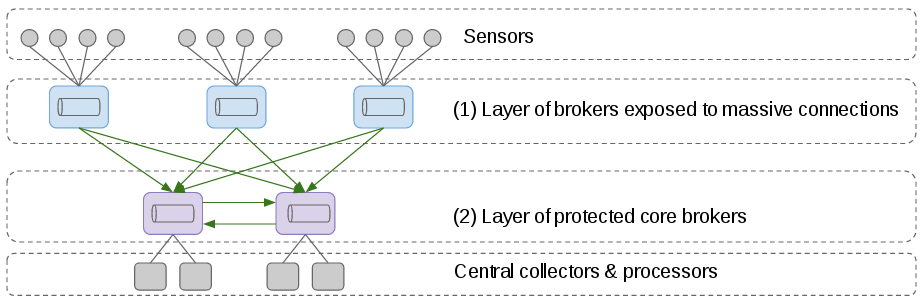 Sensors
(1) Layer of brokers exposed to massive connections
(2) Layer of protected core brokers
Central collectors & processors